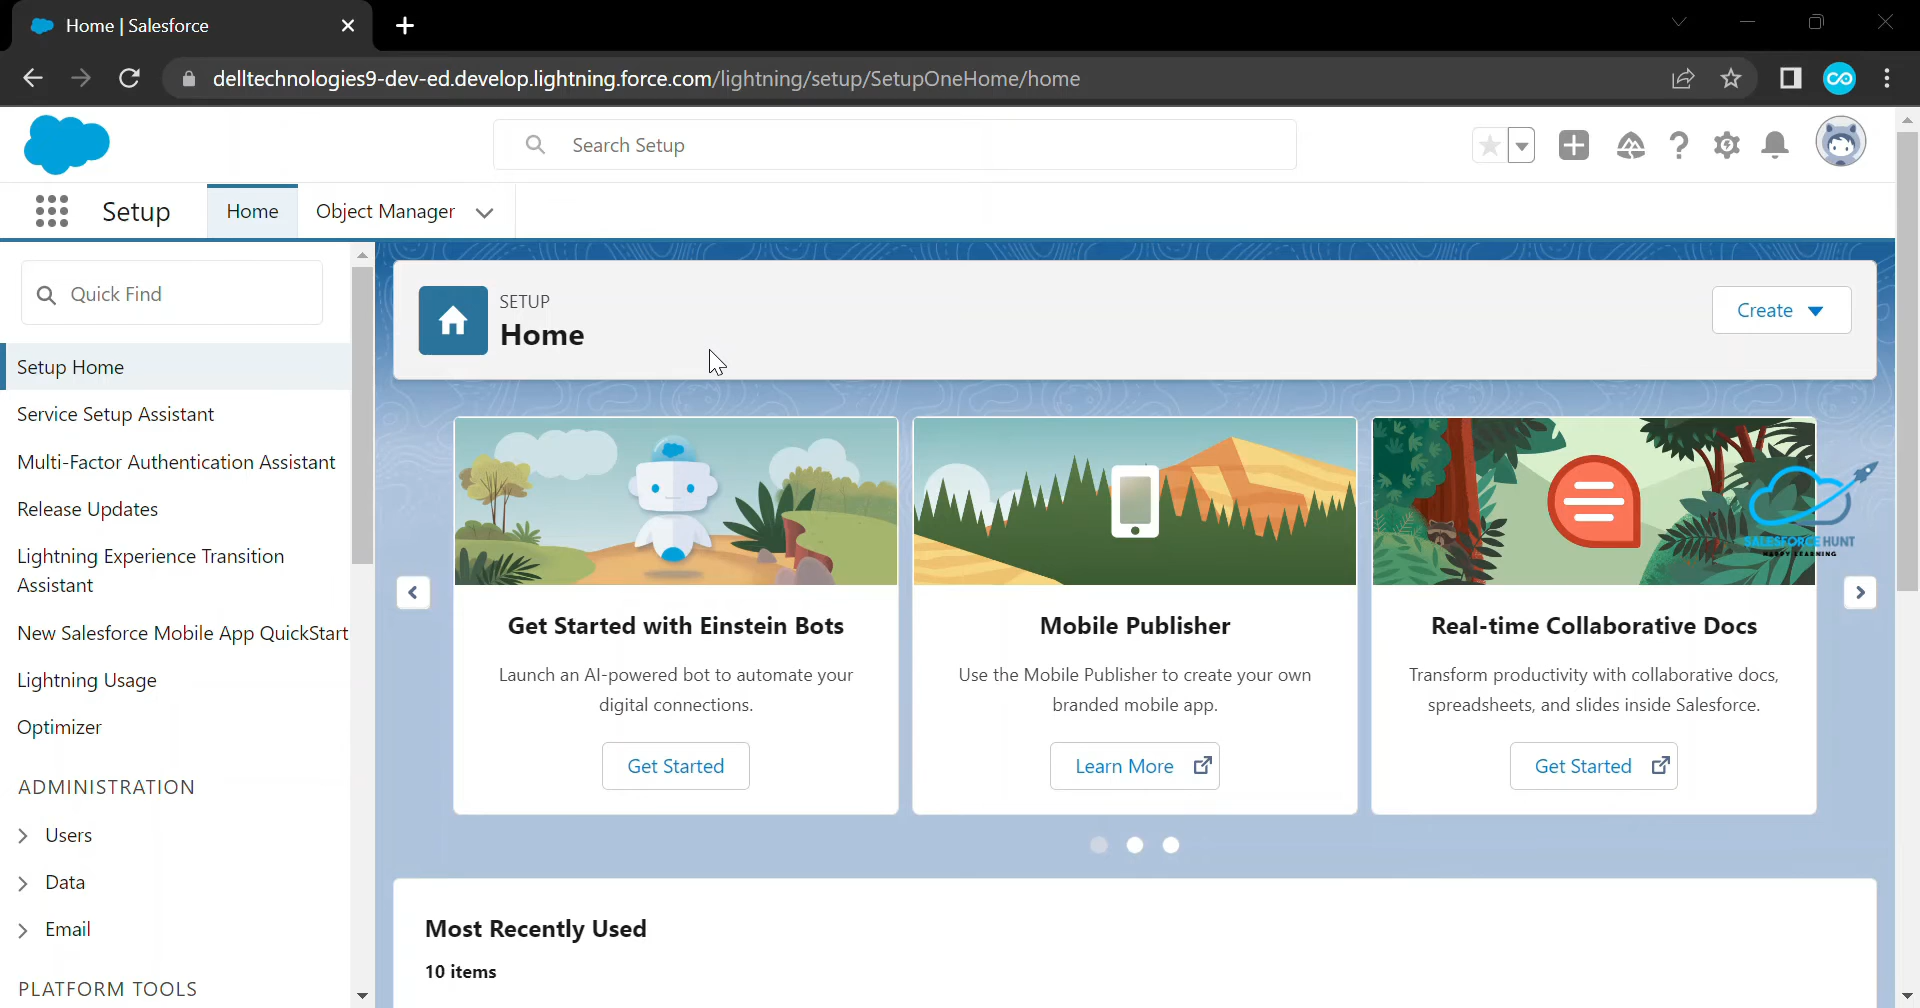 Home | Salesforce
delltechnologies9-dev-ed.develop.lightning.force.com/lightning/setup/SetupOneHome/home
Search Setup
Setup
Home
Object Manager
Quick Find
Setup Home
Service Setup Assistant
Multi-Factor Authentication Assistant
Release Updates
Lightning Experience Transition
Assistant
New Salesforce Mobile App QuickStart
Lightning Usage
Optimizer
ADMINISTRATION
Users
Data
Email
PLATFORM TOOLS
SETUP
Home
Create
Get Started with Einstein Bots
Launch an AI-powered bot to automate your
digital connections.
Get Started
Mobile Publisher
Use the Mobile Publisher to create your own
branded mobile app.
Learn More
SALESFORCE HUNT
HAPPY LEARNING
Real-time Collaborative Docs
Transform productivity with collaborative docs,
spreadsheets, and slides inside Salesforce.
Get Started
Most Recently Used
10 items